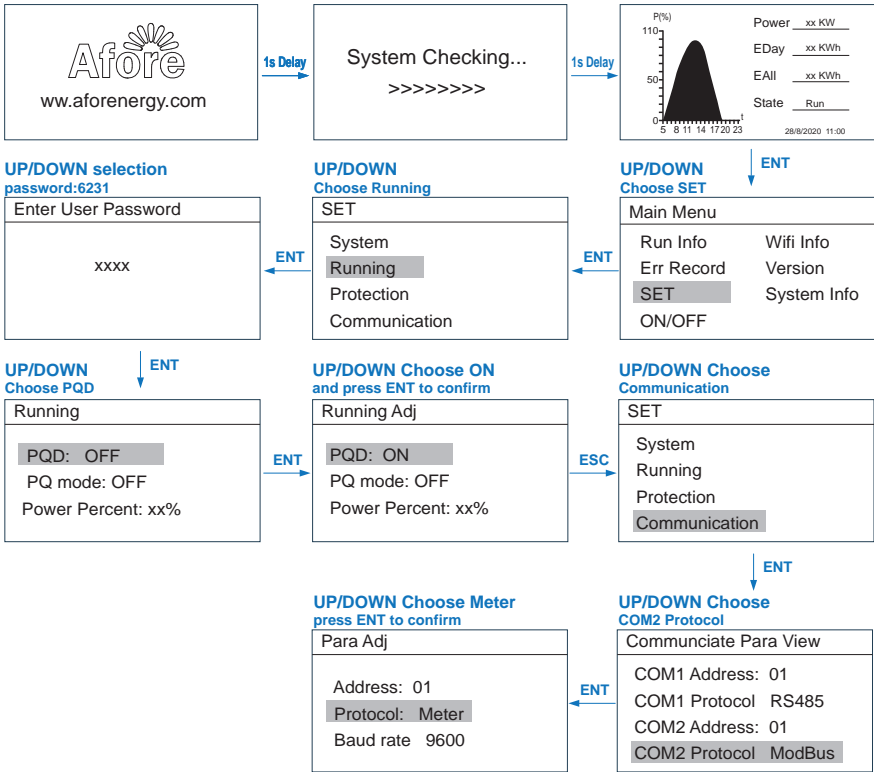 Afore
ww.aforenergy.com
1s Delay
System Checking...
>>>>>>>>
1s Delay
P(%)
110
50
0
5 8 11 14 17 20 23
t
Power xx KW
EDay xx KWh
EAll xx KWh
State Run
28/8/2020 11:00
ENT
UP/DOWN
Choose SET
Main Menu
Run Info Wifi Info
Err Record Version
SET System Info
ON/OFF
ENT
UP/DOWN
Choose Running
SET
System
Running
Protection
Communication
ENT
UP/DOWN selection
password:6231
Enter User Password
xxxx
ENT
UP/DOWN
Choose PQD
Running
PQD: OFF
PQ mode: OFF
Power Percent: xx%
ENT
UP/DOWN Choose ON
and press ENT to confirm
Running Adj
PQD: ON
PQ mode: OFF
Power Percent: xx%
ESC
UP/DOWN Choose
Communication
SET
System
Running
Protection
Communication
ENT
UP/DOWN Choose
COM2 Protocol
Communciate Para View
COM1 Address: 01
COM1 Protocol RS485
COM2 Address: 01
COM2 Protocol ModBus
ENT
UP/DOWN Choose Meter
press ENT to confirm
Para Adj
Address: 01
Protocol: Meter
Baud rate 9600